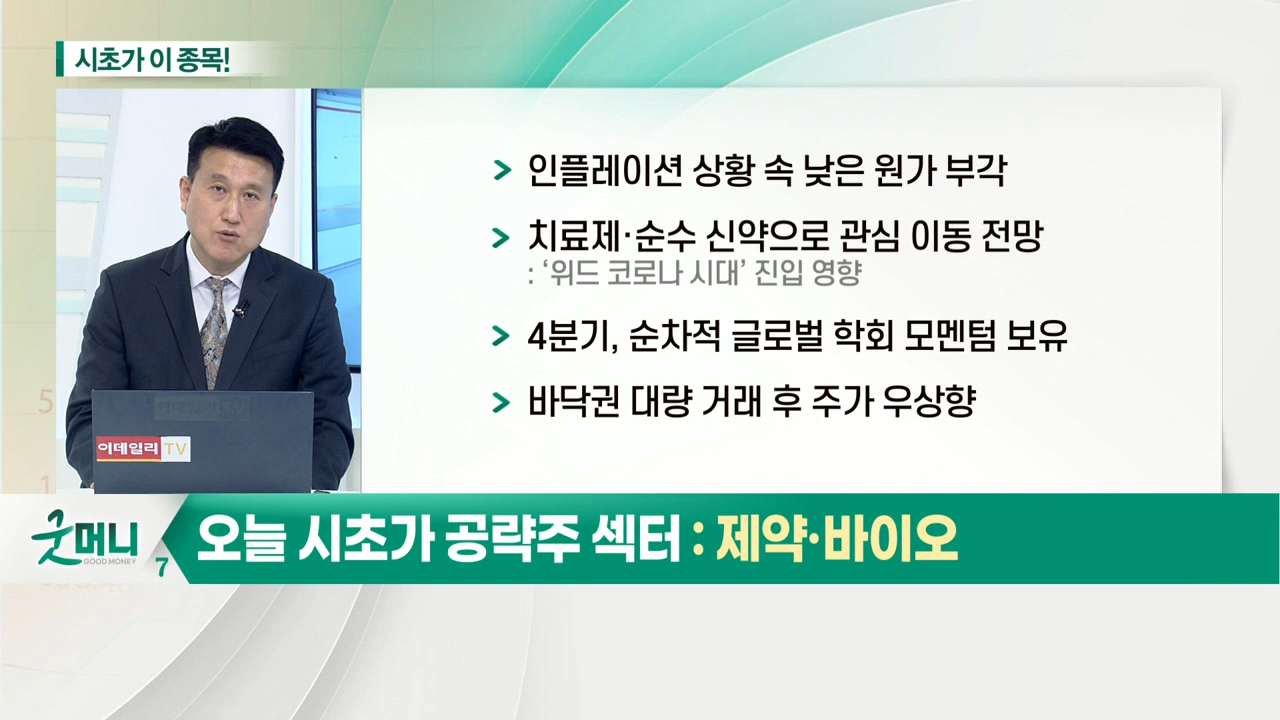 시초가 이 종목!
> 인플레이션 상황 속 낮은 원가 부각
> 치료제·순수 신약으로 관심 이동 전망
: ‘위드 코로나 시대’ 진입 영향
> 4분기, 순차적 글로벌 학회 모멘텀 보유
> 바닥권 대량 거래 후 주가 우상향
이데일리 TV
굿머니
GOOD MONEY
7
오늘 시초가 공략주 섹터 : 제약·바이오